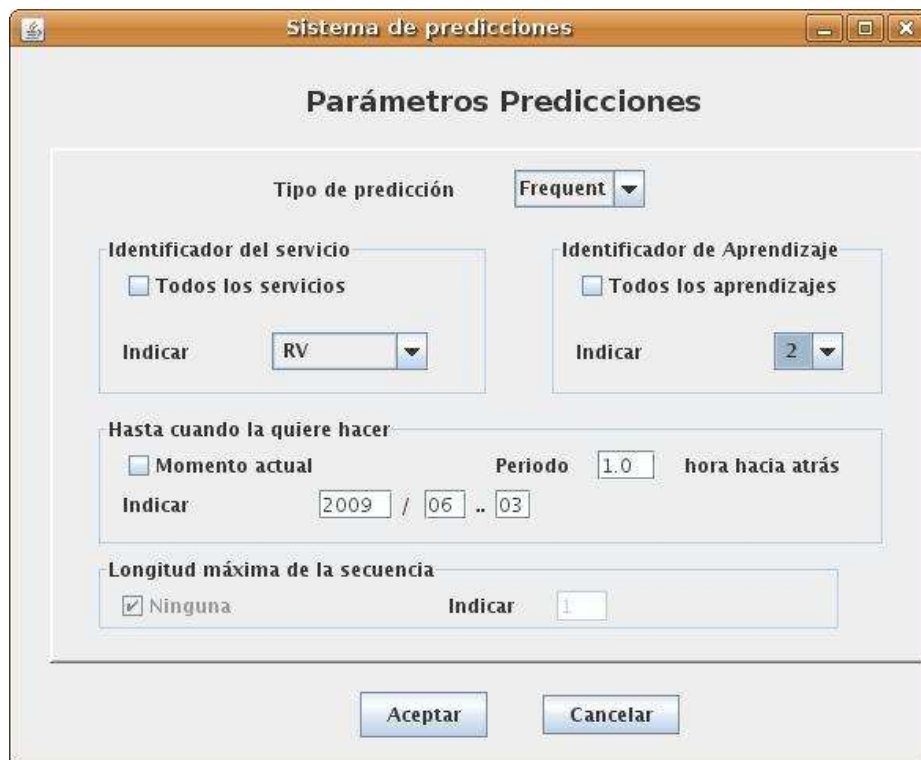 Sistema de predicciones
Parámetros Predicciones
Tipo de predicción Frequent
Identificador del servicio Identificador de Aprendizaje
Todos los servicios Todos los aprendizajes
Indicar RV Indicar 2
Hasta cuando la quiere hacer
Momento actual Periodo 1.0 hora hacia atrás
Indicar 2009 / 06 .. 03
Longitud máxima de la secuencia
Ninguna Indicar 1
Aceptar Cancelar